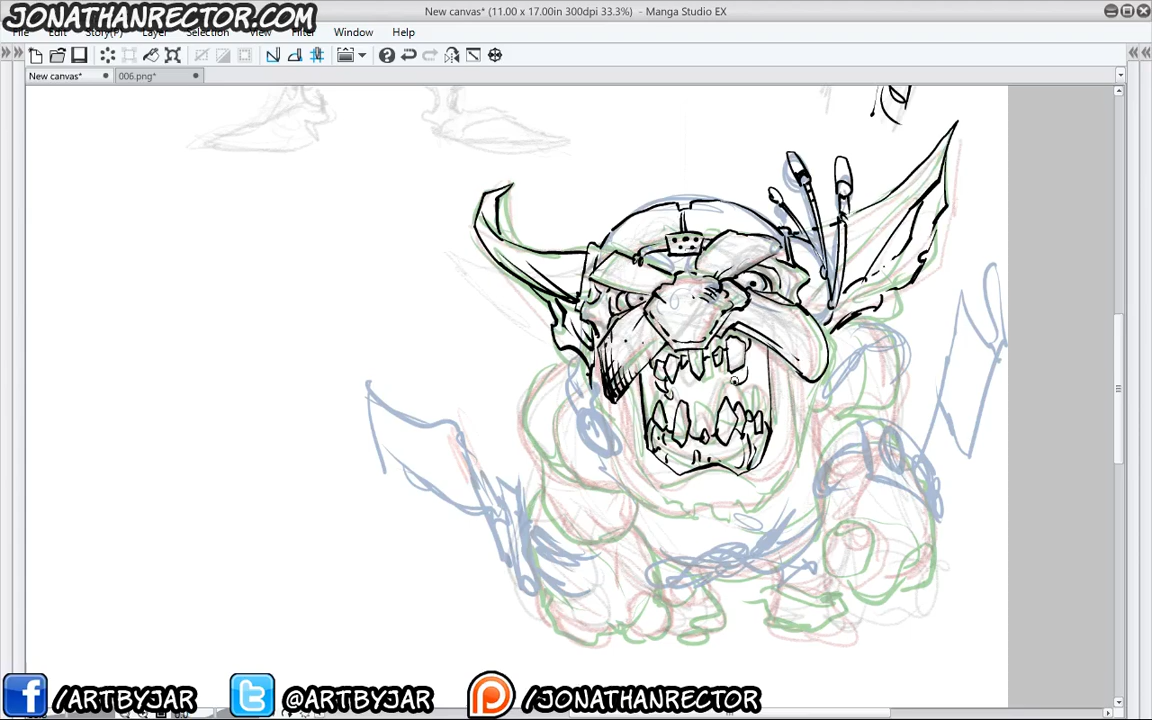 JONATHANRECTOR.COM
New canvas* (11.00 x 17.00in 300dpi 33.3%) - Manga Studio EX
File Edit Story(P) Layer Selection View Filter Window Help
New canvas* 006.png*
/ARTBYJAR @ARTBYJAR /JONATHANRECTOR